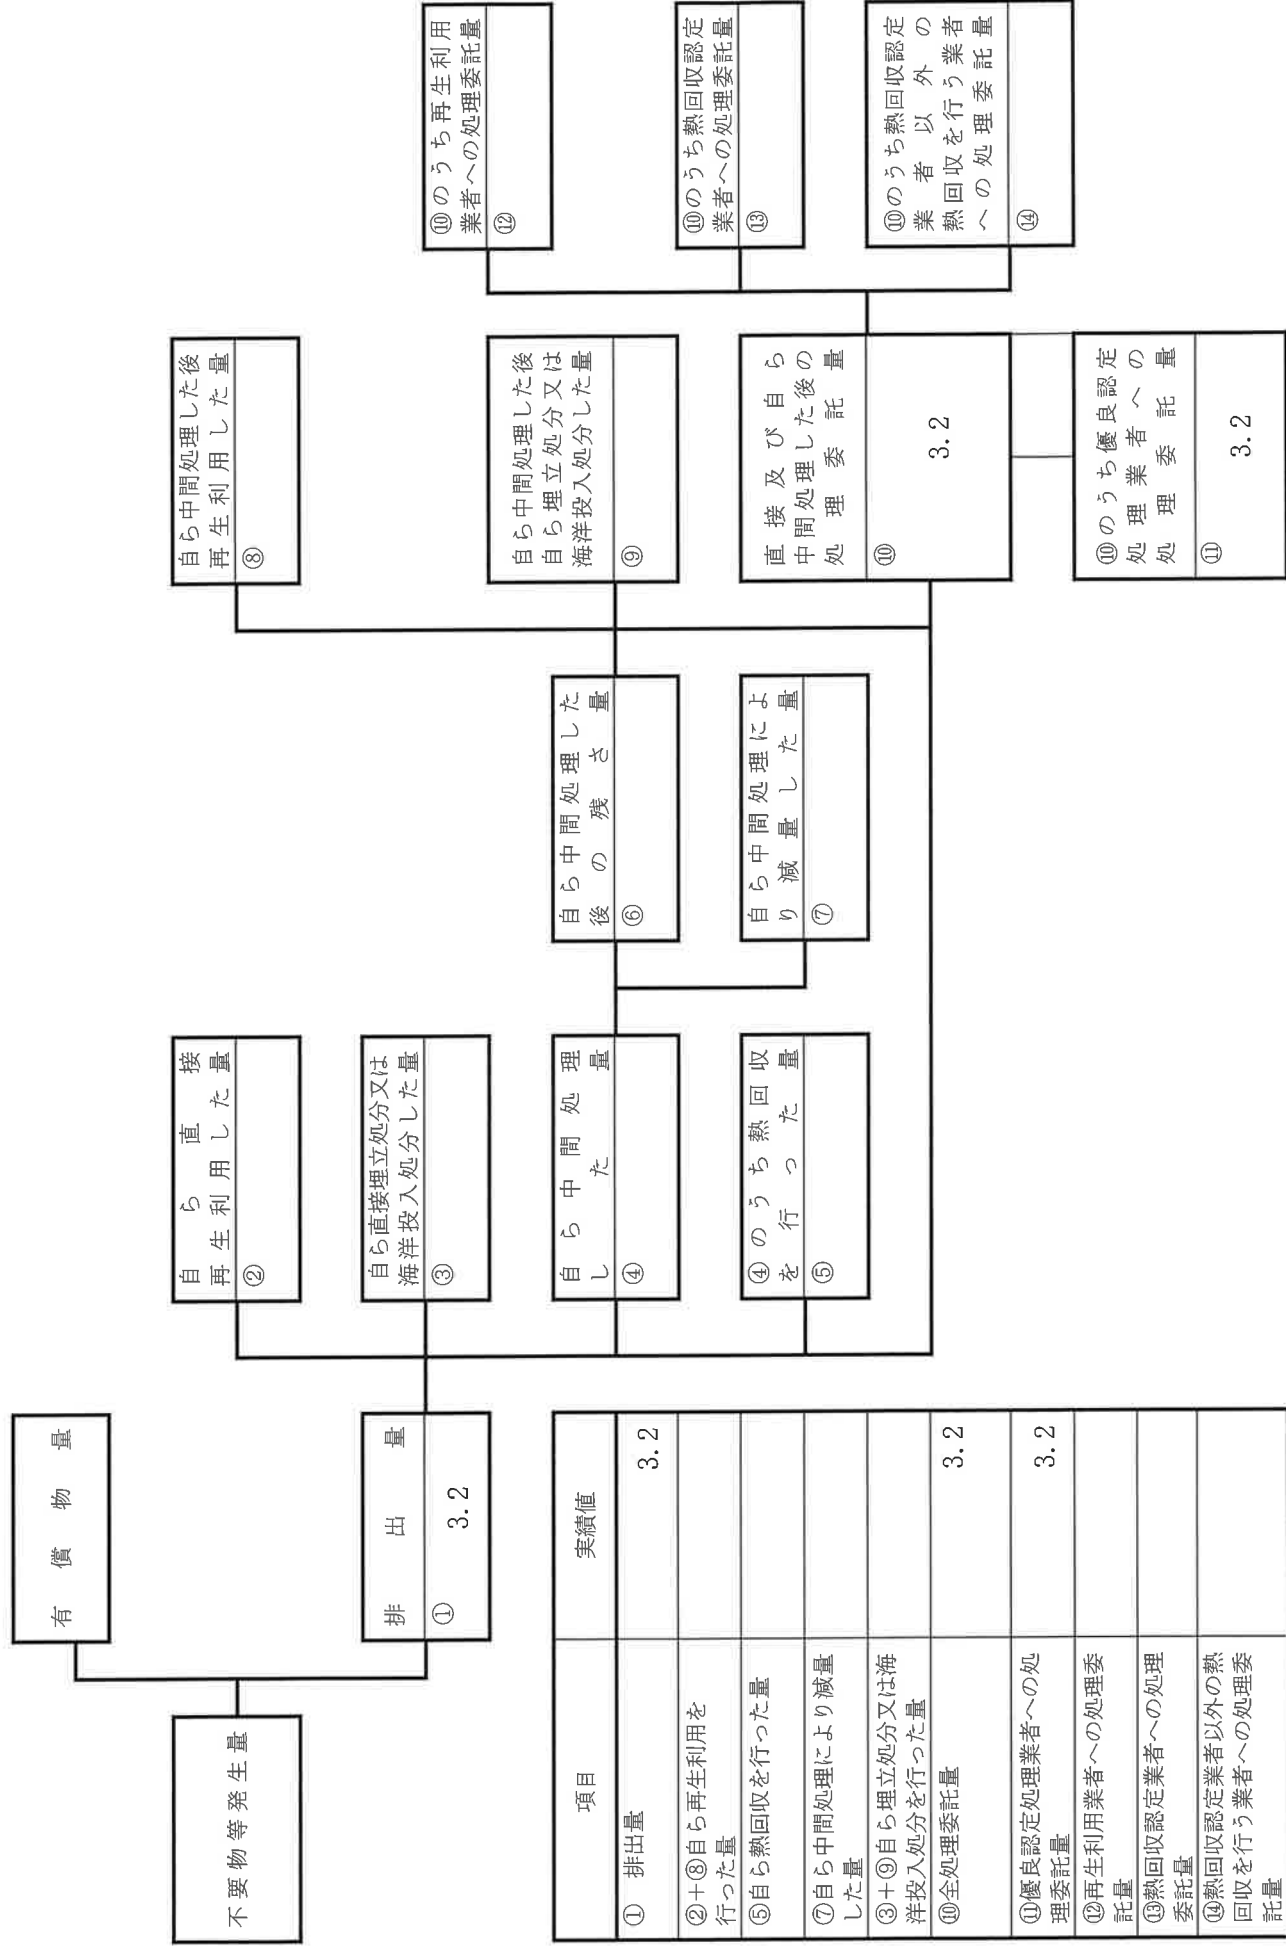 不要物等発生量
有償物量
排出量
①
3.2
自ら直接
再生利用した量
②
自ら直接埋立処分又は
海洋投入処分した量
③
自ら中間処理
した量
④
④のうち熱回収
を行った量
⑤
自ら中間処理した
後の残さ量
⑥
自ら中間処理によ
り減量した量
⑦
自ら中間処理した後
再生利用した量
⑧
自ら中間処理した後
自ら埋立処分又は
海洋投入処分した量
⑨
直接及び自ら
中間処理した後の
処理委託量
⑩
3.2
⑩のうち優良認定
処理業者への
処理委託量
⑪
3.2
⑩のうち再生利用
業者への処理委託量
⑫
⑩のうち熱回収認定
業者への処理委託量
⑬
⑩のうち熱回収認定
業者以外の
熱回収を行う業者
への処理委託量
⑭
項目 実績値
① 排出量 3.2
②+⑧自ら再生利用を
行った量
⑤自ら熱回収を行った量
⑦自ら中間処理により減量
した量
③+⑨自ら埋立処分又は海
洋投入処分を行った量
⑩全処理委託量 3.2
⑪優良認定処理業者への処
理委託量 3.2
⑫再生利用業者への処理委
託量
⑬熱回収認定業者への処理
委託量
⑭熱回収認定業者以外の熱
回収を行う業者への処理委
託量